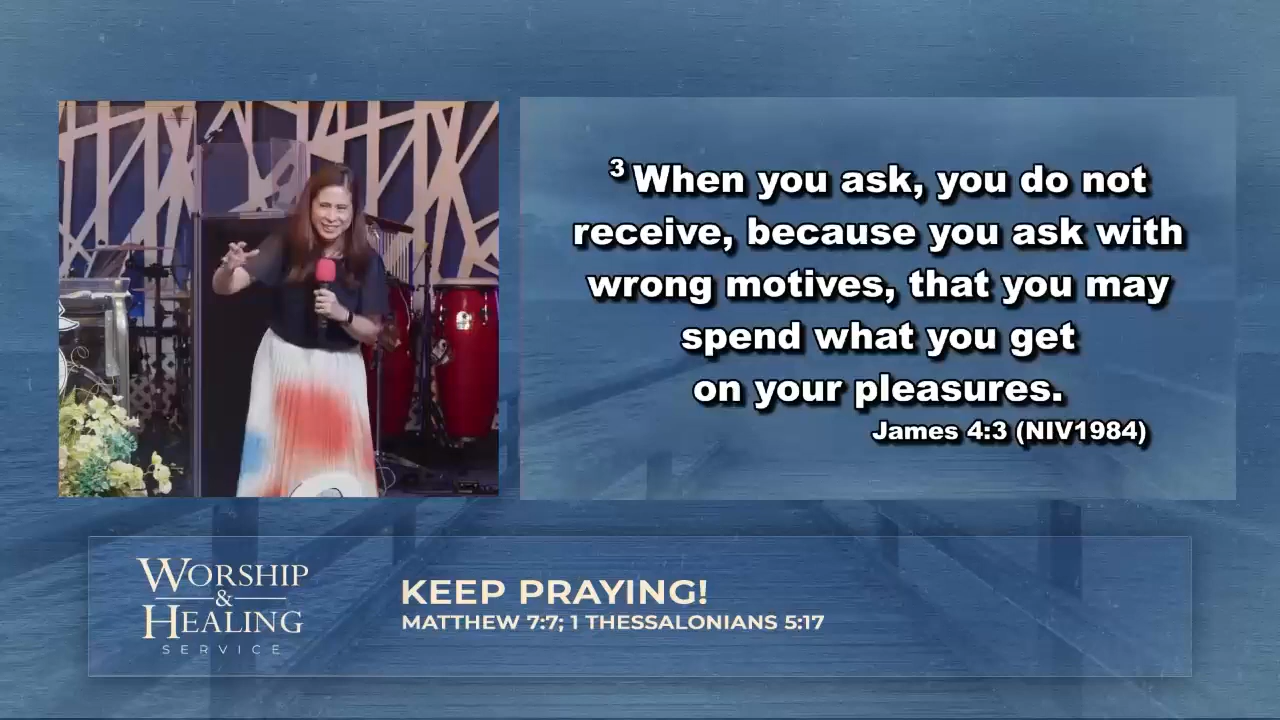 ³ When you ask, you do not
receive, because you ask with
wrong motives, that you may
spend what you get
on your pleasures.
James 4:3 (NIV1984)
WORSHIP
&
HEALING
SERVICE
KEEP PRAYING!
MATTHEW 7:7; 1 THESSALONIANS 5:17